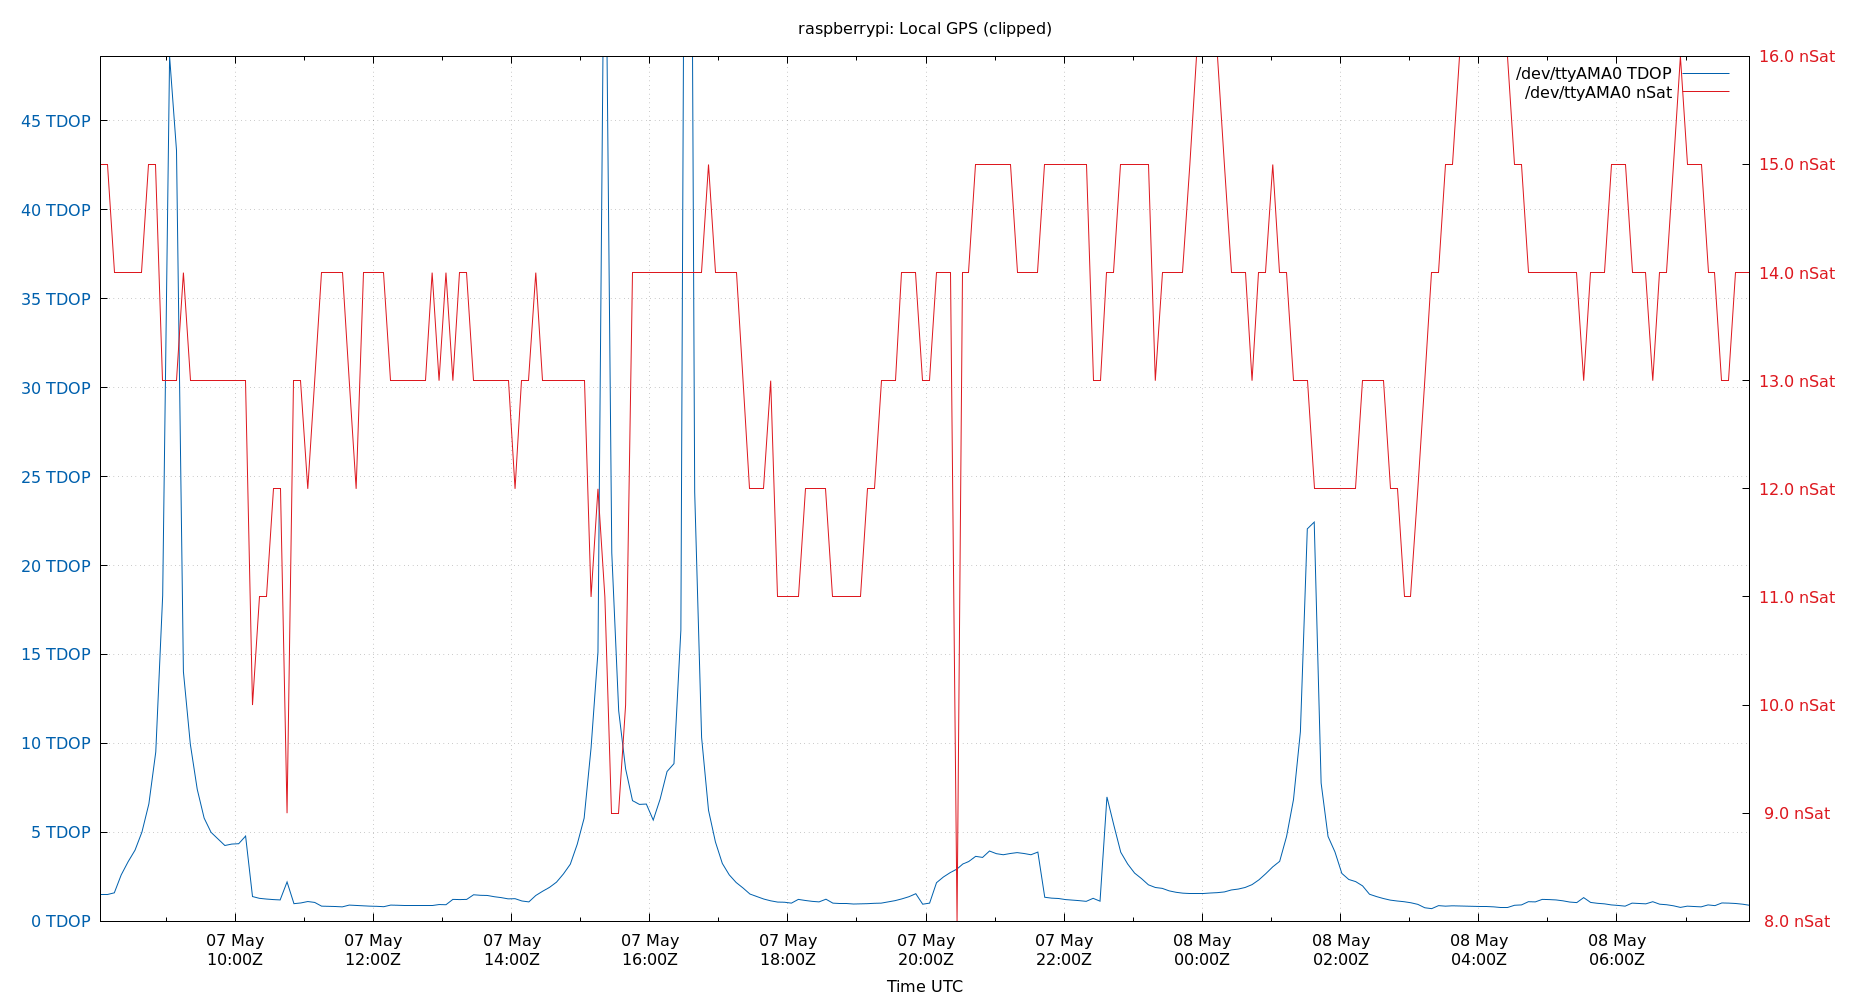 raspberrypi: Local GPS (clipped)
/dev/ttyAMA0 TDOP
/dev/ttyAMA0 nSat
45 TDOP
40 TDOP
35 TDOP
30 TDOP
25 TDOP
20 TDOP
15 TDOP
10 TDOP
5 TDOP
0 TDOP
16.0 nSat
15.0 nSat
14.0 nSat
13.0 nSat
12.0 nSat
11.0 nSat
10.0 nSat
9.0 nSat
8.0 nSat
07 May
10:00Z
07 May
12:00Z
07 May
14:00Z
07 May
16:00Z
07 May
18:00Z
07 May
20:00Z
07 May
22:00Z
08 May
00:00Z
08 May
02:00Z
08 May
04:00Z
08 May
06:00Z
Time UTC